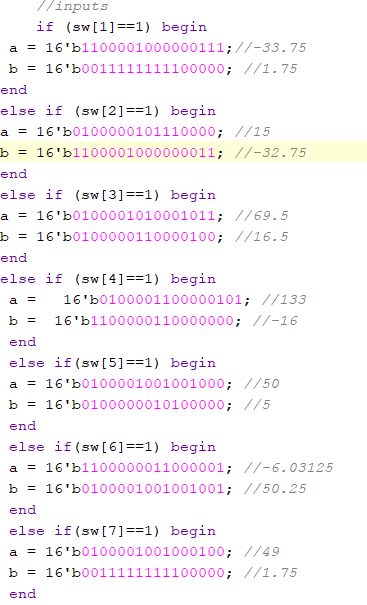 //inputs
if (sw[1]==1) begin
a = 16'b1100001000000111;//-33.75
b = 16'b0011111111100000; //1.75
end
else if (sw[2]==1) begin
a = 16'b0100000101110000; //15
b = 16'b1100001000000011; //-32.75
end
else if (sw[3]==1) begin
a = 16'b0100001010001011; //69.5
b = 16'b0100000110000100; //16.5
end
else if (sw[4]==1) begin
a =   16'b0100001100000101; //133
b =  16'b1100000110000000; //-16
end
else if(sw[5]==1) begin
a = 16'b0100001001001000; //50
b = 16'b0100000010100000; //5
end
else if(sw[6]==1) begin
a = 16'b1100000011000001; //-6.03125
b = 16'b0100001001001001; //50.25
end
else if(sw[7]==1) begin
a = 16'b0100001001000100; //49
b = 16'b0011111111100000; //1.75
end